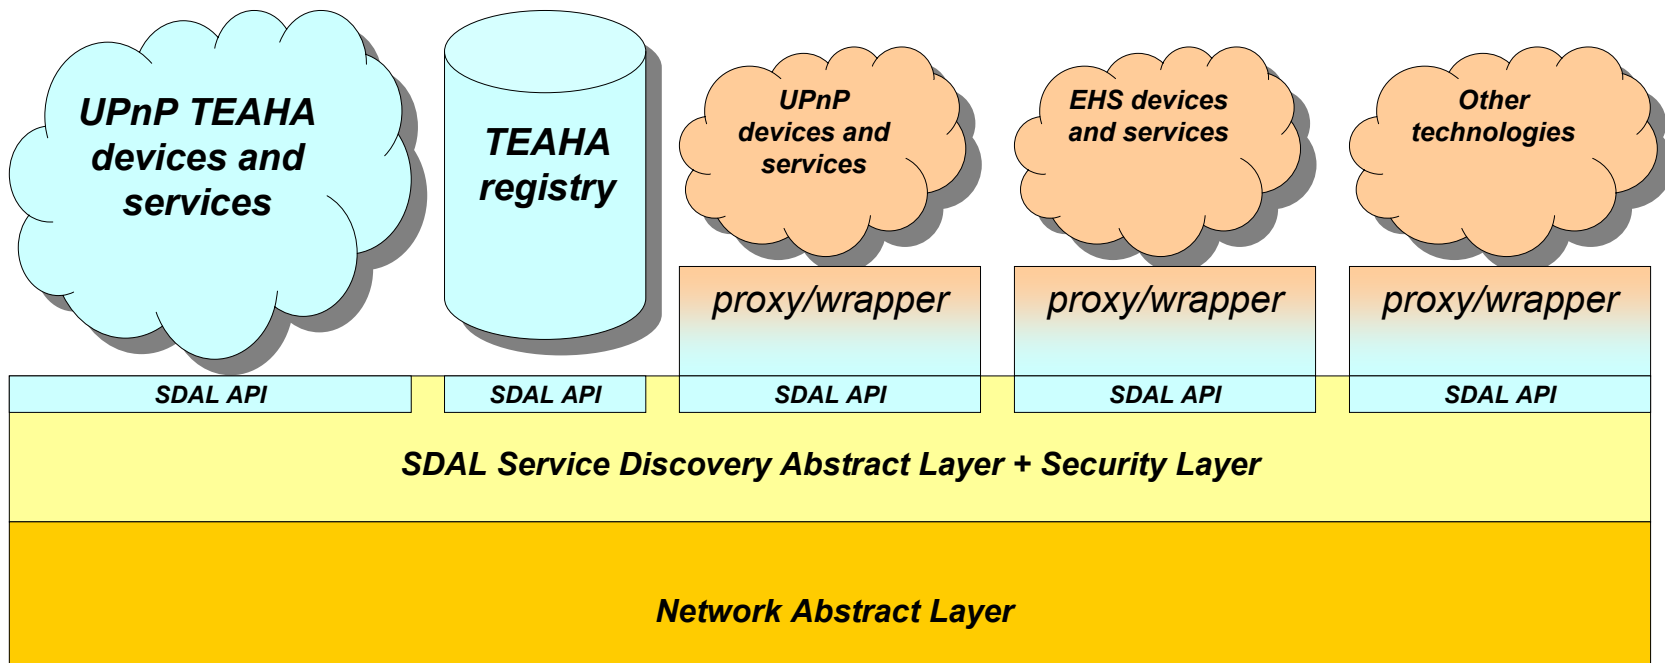 UPnP TEAHA
devices and
services
TEAHA
registry
UPnP
devices and
services
EHS devices
and services
Other
technologies
proxy/wrapper
proxy/wrapper
proxy/wrapper
SDAL API
SDAL API
SDAL API
SDAL API
SDAL API
SDAL Service Discovery Abstract Layer + Security Layer
Network Abstract Layer